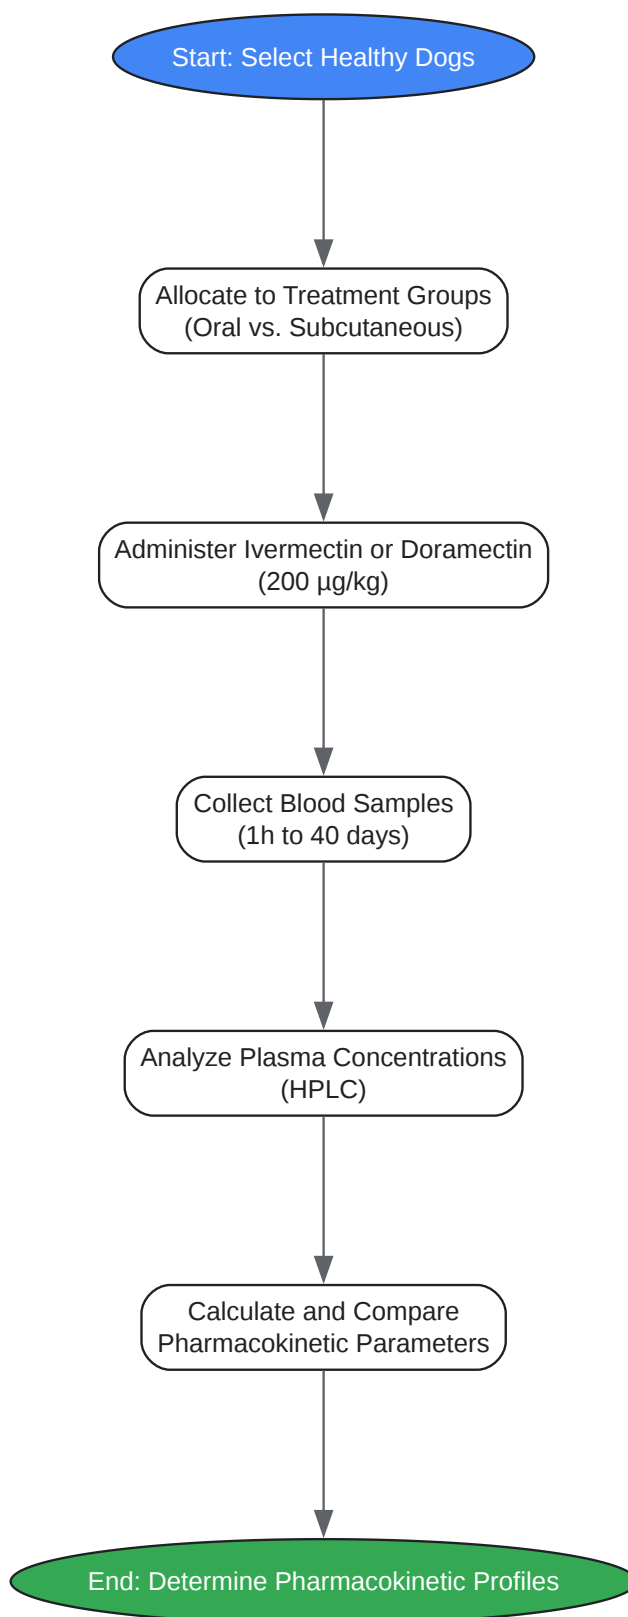 Start: Select Healthy Dogs
Allocate to Treatment Groups
(Oral vs. Subcutaneous)
Administer Ivermectin or Doramectin
(200 µg/kg)
Collect Blood Samples
(1h to 40 days)
Analyze Plasma Concentrations
(HPLC)
Calculate and Compare
Pharmacokinetic Parameters
End: Determine Pharmacokinetic Profiles